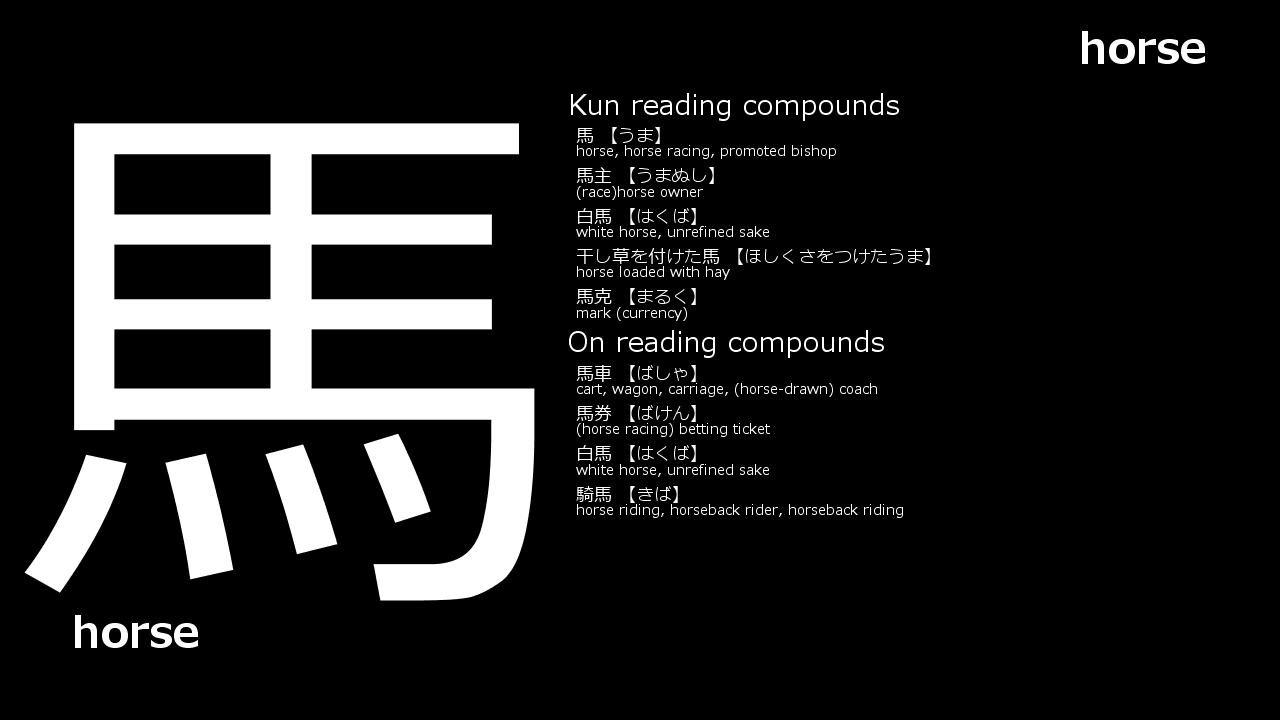 horse
馬
horse
Kun reading compounds
馬 【うま】
horse, horse racing, promoted bishop
馬主 【うまぬし】
(race)horse owner
白馬 【はくば】
white horse, unrefined sake
干し草を付けた馬 【ほしくさをつけたうま】
horse loaded with hay
馬克 【まるく】
mark (currency)
On reading compounds
馬車 【ばしゃ】
cart, wagon, carriage, (horse-drawn) coach
馬券 【ばけん】
(horse racing) betting ticket
白馬 【はくば】
white horse, unrefined sake
騎馬 【きば】
horse riding, horseback rider, horseback riding